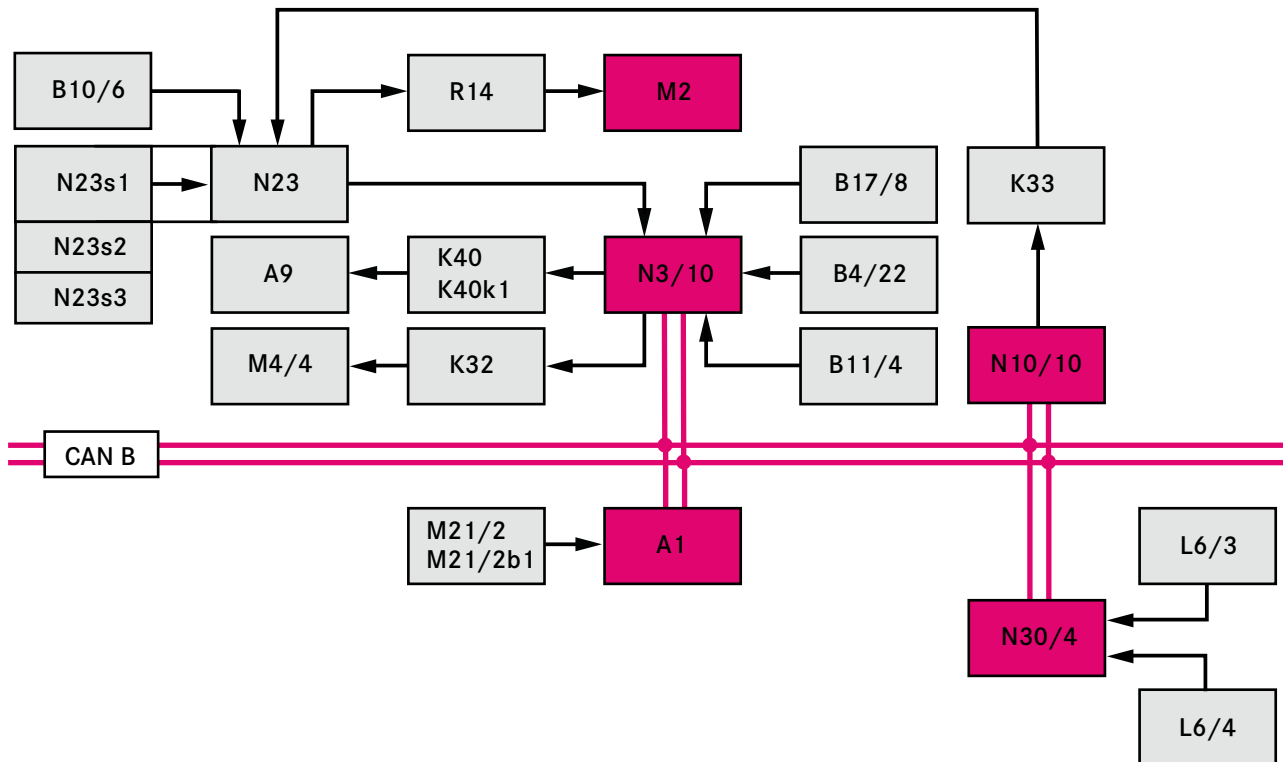 B10/6
R14
M2
N23s1
N23
B17/8
K33
N23s2
N23s3
A9
K40
K40k1
N3/10
B4/22
M4/4
K32
B11/4
N10/10
CAN B
M21/2
M21/2b1
A1
L6/3
N30/4
L6/4